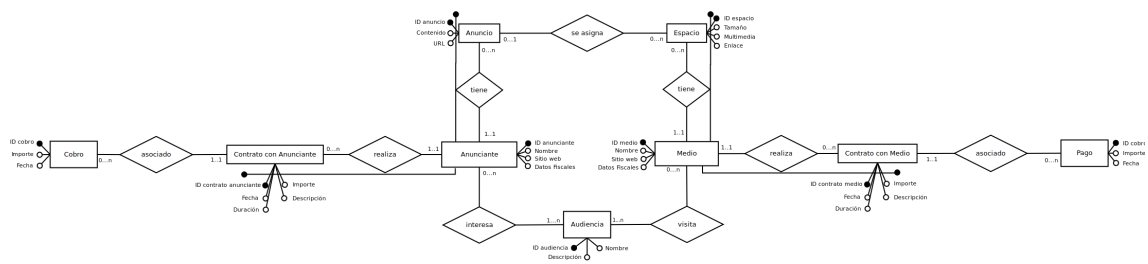 ID anuncio
Contenido
URL
Anuncio
0...1
0...n
se asigna
0...n
Espacio
0...n
ID espacio
Tamaño
Multimedia
Enlace
tiene
tiene
1...1
1...1
ID cobro
Importe
Fecha
Cobro
0...n
asociado
1...1
Contrato con Anunciante
0...n
realiza
1...1
Anunciante
0...n
ID anunciante
Nombre
Sitio web
Datos Fiscales
ID medio
Nombre
Sitio web
Datos Fiscales
Medio
0...n
1...1
realiza
0...n
Contrato con Medio
1...1
asociado
0...n
Pago
ID cobro
Importe
Fecha
ID contrato anunciante
Fecha
Duración
Importe
Descripción
ID contrato medio
Fecha
Duración
Importe
Descripción
interesa
1...n
Audiencia
1...n
visita
ID audiencia
Descripción
Nombre